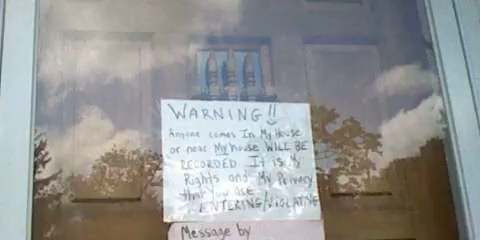 WARNING!!
Anyone comes In My House
or near My house WILL BE
RECORDED It is My
Rights and My Privacy
that you are
ENTERING/VIOLATING
Message by